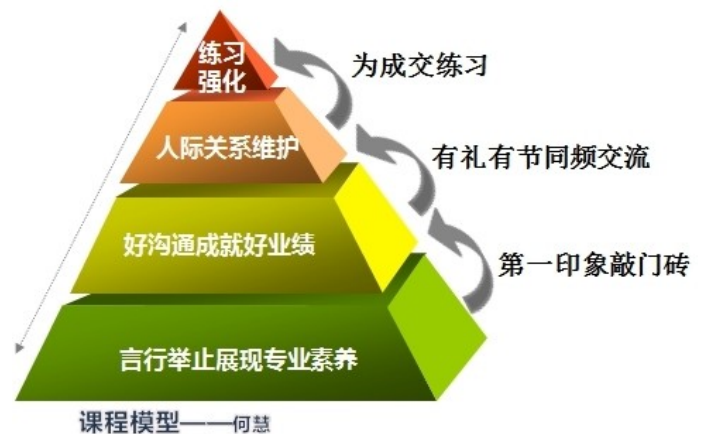 练习
强化
为成交练习
人际关系维护
有礼有节同频交流
好沟通成就好业绩
第一印象敲门砖
言行举止展现专业素养
课程模型——何慧